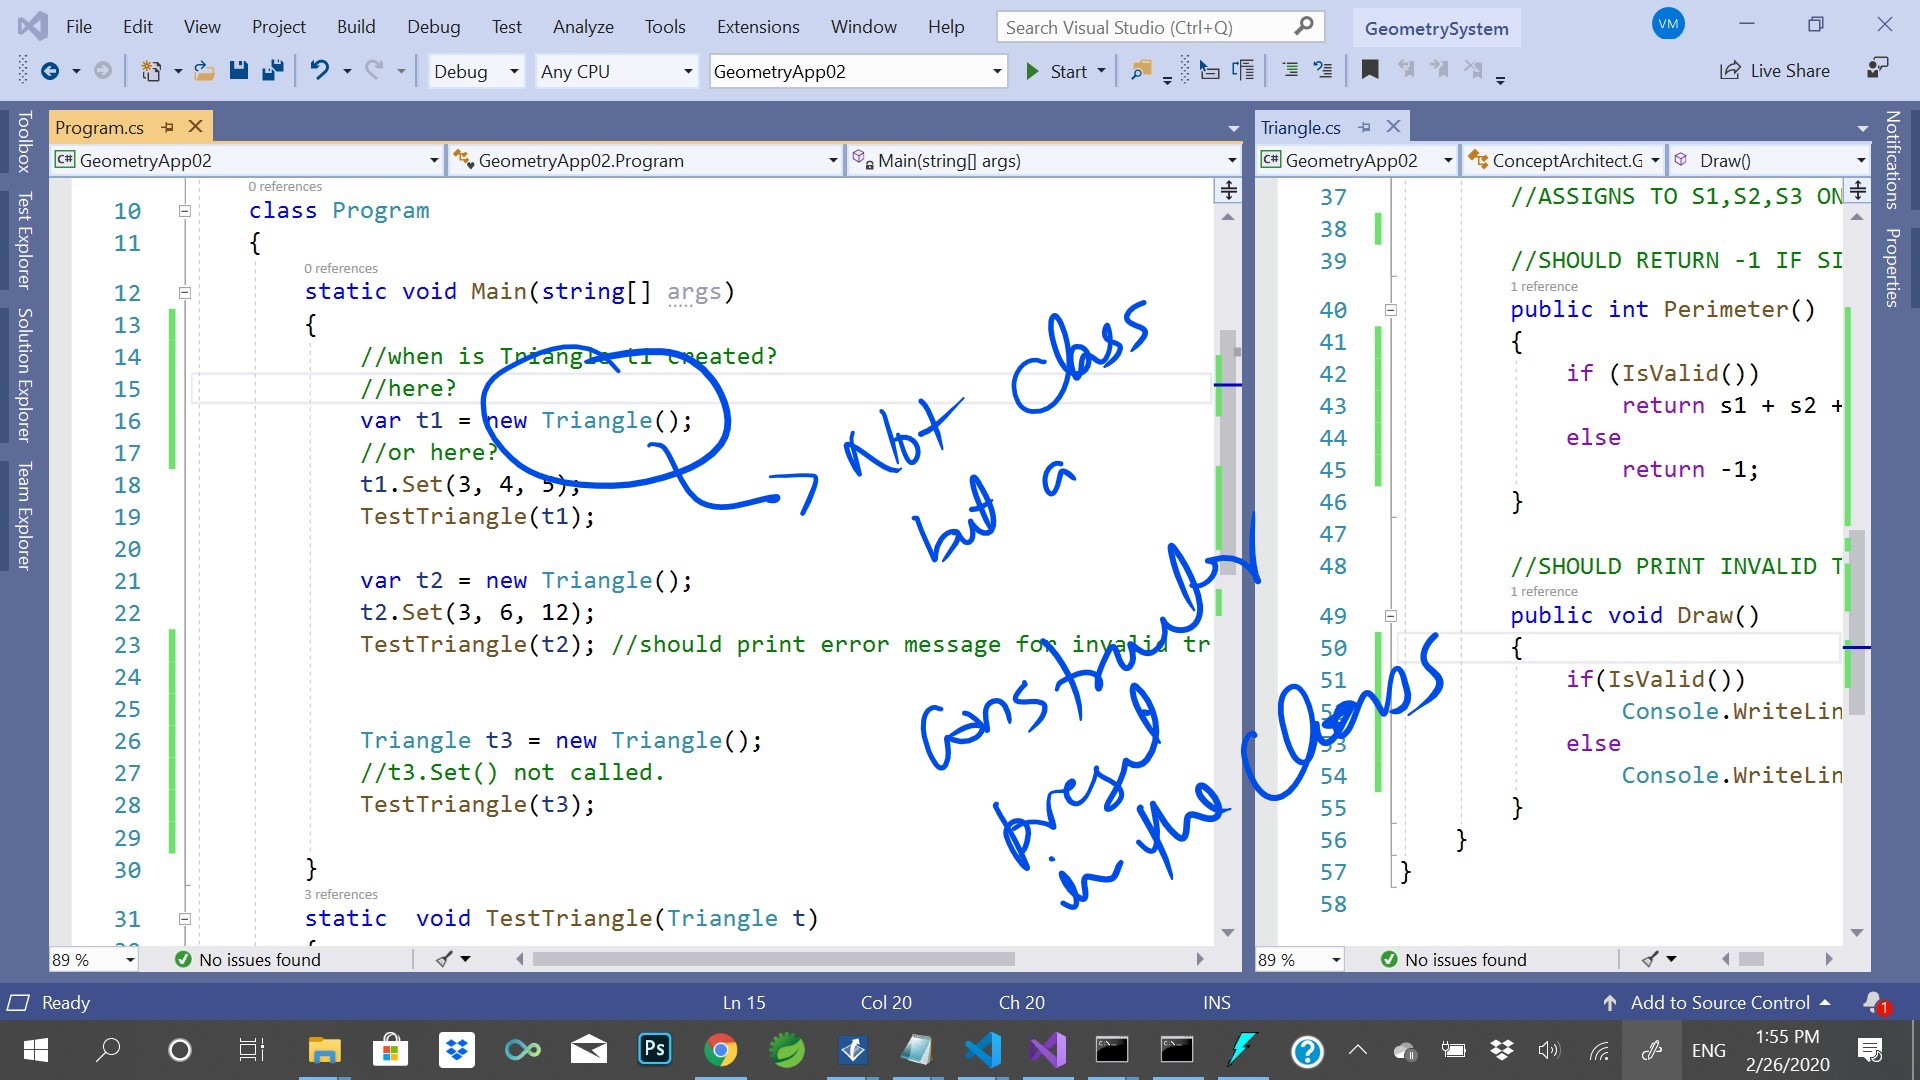 File Edit View Project Build Debug Test Analyze Tools Extensions Window Help Search Visual Studio (Ctrl+Q) GeometrySystem VM
Debug Any CPU GeometryApp02 Start Live Share
Toolbox
Test Explorer
Solution Explorer
Team Explorer
Program.cs
GeometryApp02 GeometryApp02.Program Main(string[] args)
0 references
10 class Program
11 {
0 references
12 static void Main(string[] args)
13 {
14 //when is Triangle t1 created?
15 //here?
16 var t1 = new Triangle();
17 //or here?
18 t1.Set(3, 4, 5);
19 TestTriangle(t1);
20
21 var t2 = new Triangle();
22 t2.Set(3, 6, 12);
23 TestTriangle(t2); //should print error message for invalid tr
24
25
26 Triangle t3 = new Triangle();
27 //t3.Set() not called.
28 TestTriangle(t3);
29
30 }
3 references
31 static void TestTriangle(Triangle t)
{
89 % No issues found
Not class
but a
constructor
present
in the class
Triangle.cs
GeometryApp02 ConceptArchitect.G Draw()
37 //ASSIGNS TO S1,S2,S3 ON
38
39 //SHOULD RETURN -1 IF SI
1 reference
40 public int Perimeter()
41 {
42 if (IsValid())
43 return s1 + s2 +
44 else
45 return -1;
46 }
47
48 //SHOULD PRINT INVALID T
1 reference
49 public void Draw()
50 {
51 if(IsValid())
Console.WriteLin
53 else
54 Console.WriteLin
55 }
56 }
57 }
58
89 % No issues found
Notifications
Properties
Ready Ln 15 Col 20 Ch 20 INS Add to Source Control 1
Ps ENG 1:55 PM
2/26/2020